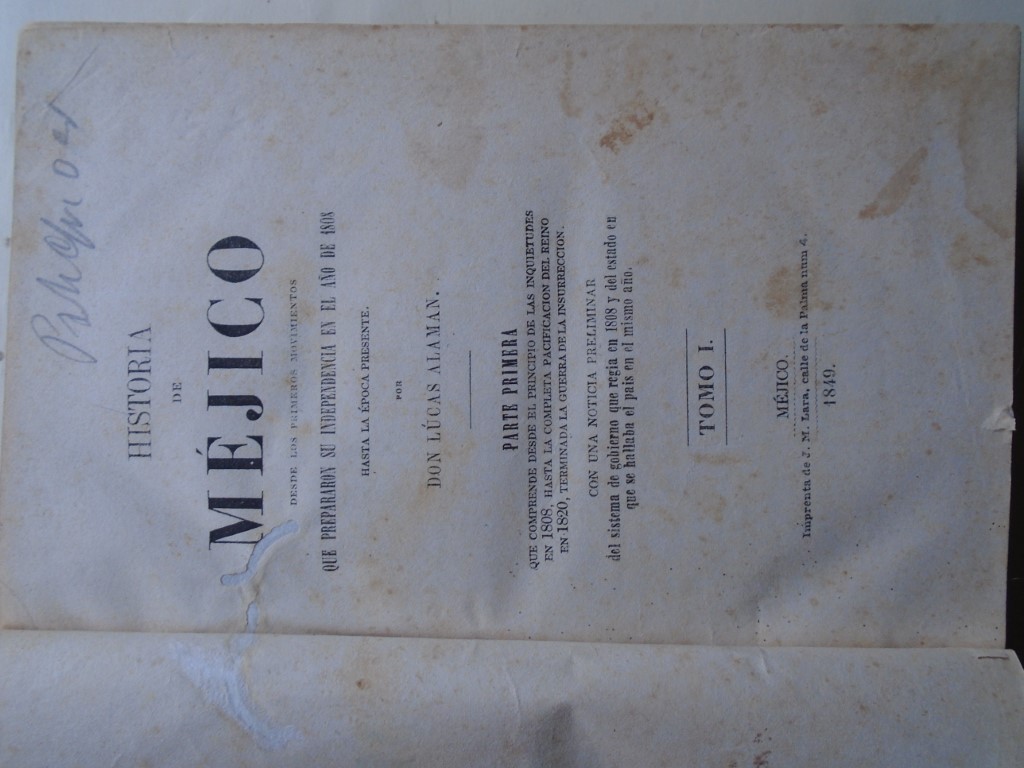 HISTORIA
DE
MÉJICO
DESDE LOS PRIMEROS MOVIMIENTOS
QUE PREPARARON SU INDEPENDENCIA EN EL AÑO DE 1808
HASTA LA ÉPOCA PRESENTE.
POR
DON LÚCAS ALAMAN.
PARTE PRIMERA
QUE COMPRENDE DESDE EL PRINCIPIO DE LAS INQUIETUDES
EN 1808, HASTA LA COMPLETA PACIFICACION DEL REINO
EN 1820, TERMINADA LA GUERRA DE LA INSURRECCION.
CON UNA NOTICIA PRELIMINAR
del sistema de gobierno que regia en 1808 y del estado en
que se hallaba el pais en el mismo año.
TOMO I.
MÉJICO.
Imprenta de J. M. Lara, calle de la Palma num 4.
1849.